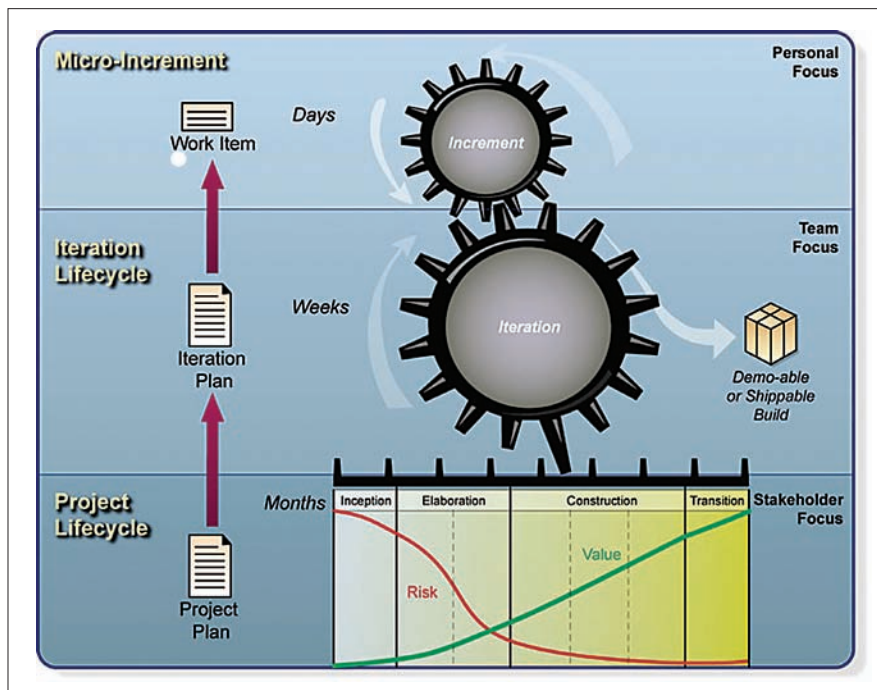 Micro-Increment
Personal
Focus
Days
Work Item
Increment
Iteration
Lifecycle
Team
Focus
Weeks
Iteration
Plan
Iteration
Demo-able
or Shippable
Build
Project
Lifecycle
Months
Inception
Elaboration
Construction
Transition
Stakeholder
Focus
Value
Risk
Project
Plan